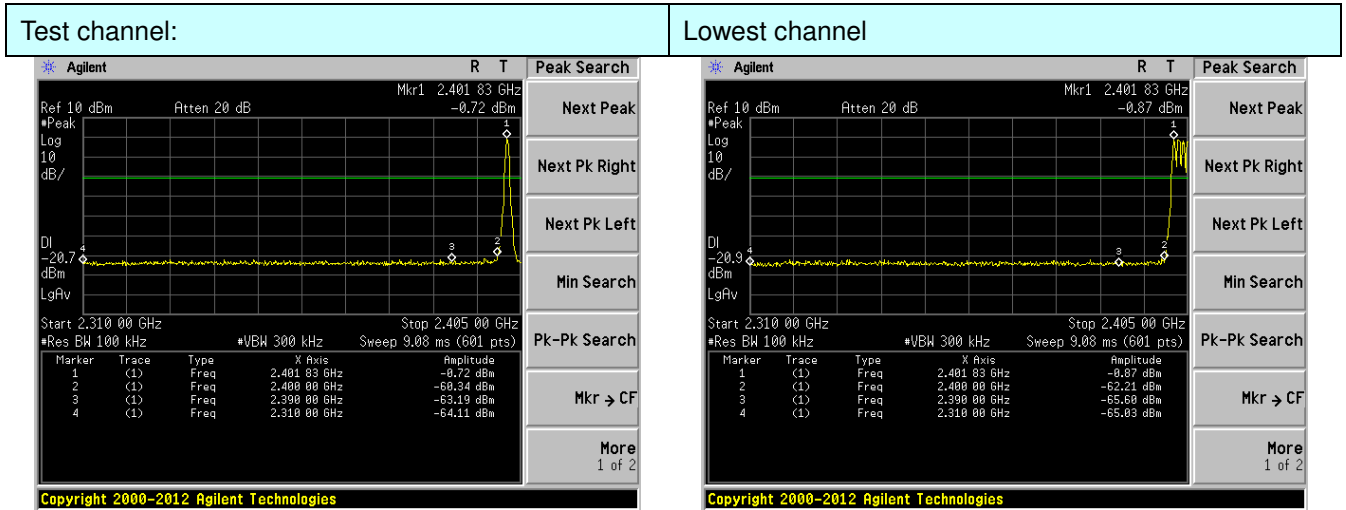 Test channel: Lowest channel
Agilent R T Peak Search
Mkr1 2.401 83 GHz
Ref 10 dBm Atten 20 dB -0.72 dBm
#Peak
Log
10
dB/
1
3
2
4
DI
-20.7
dBm
LgAv
Start 2.310 00 GHz Stop 2.405 00 GHz
#Res BW 100 kHz #VBW 300 kHz Sweep 9.08 ms (601 pts)
Marker Trace Type X Axis Amplitude
1 (1) Freq 2.401 83 GHz -0.72 dBm
2 (1) Freq 2.400 00 GHz -60.34 dBm
3 (1) Freq 2.390 00 GHz -63.19 dBm
4 (1) Freq 2.310 00 GHz -64.11 dBm
Next Peak
Next Pk Right
Next Pk Left
Min Search
Pk-Pk Search
Mkr → CF
More
1 of 2
Copyright 2000-2012 Agilent Technologies
Agilent R T Peak Search
Mkr1 2.401 83 GHz
Ref 10 dBm Atten 20 dB -0.87 dBm
#Peak
Log
10
dB/
1
3
2
4
DI
-20.9
dBm
LgAv
Start 2.310 00 GHz Stop 2.405 00 GHz
#Res BW 100 kHz #VBW 300 kHz Sweep 9.08 ms (601 pts)
Marker Trace Type X Axis Amplitude
1 (1) Freq 2.401 83 GHz -0.87 dBm
2 (1) Freq 2.400 00 GHz -62.21 dBm
3 (1) Freq 2.390 00 GHz -65.60 dBm
4 (1) Freq 2.310 00 GHz -65.03 dBm
Next Peak
Next Pk Right
Next Pk Left
Min Search
Pk-Pk Search
Mkr → CF
More
1 of 2
Copyright 2000-2012 Agilent Technologies